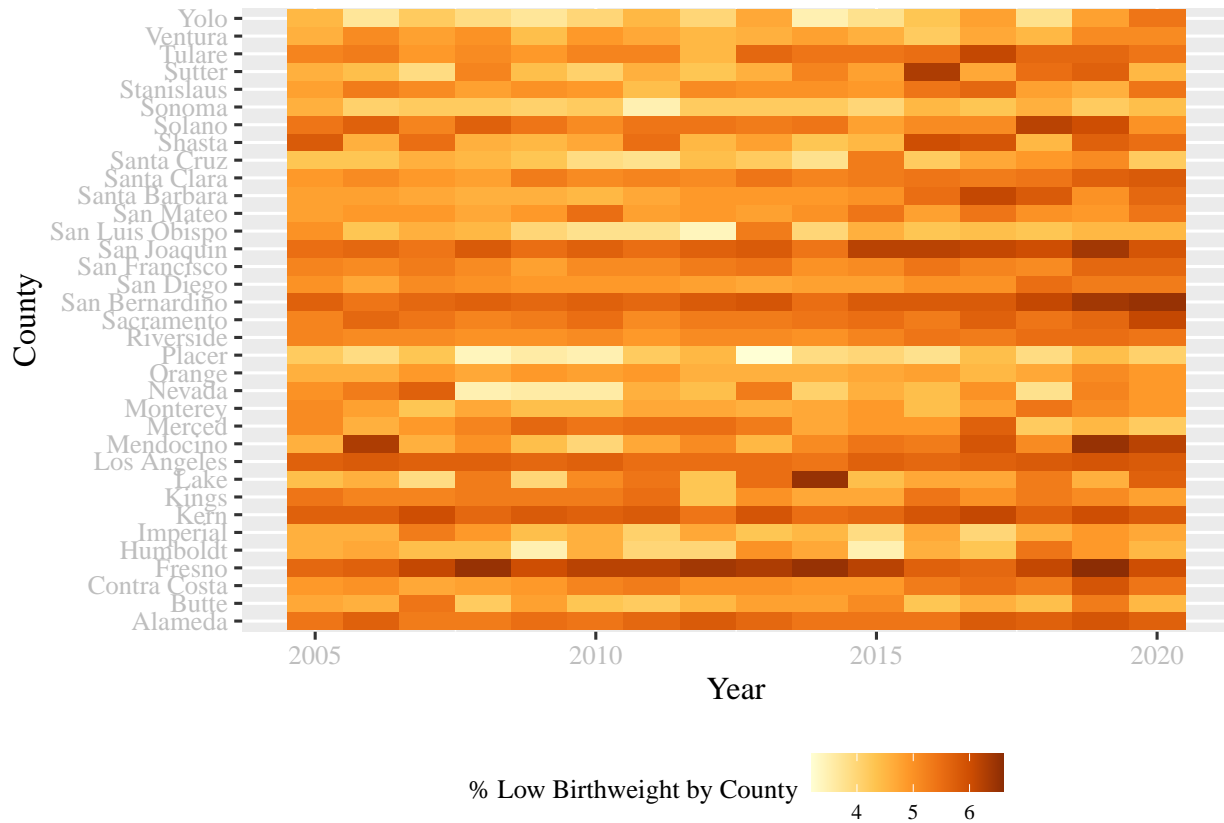 Yolo
Ventura
Tulare
Sutter
Stanislaus
Sonoma
Solano
Shasta
Santa Cruz
Santa Clara
Santa Barbara
San Mateo
San Luis Obispo
San Joaquin
San Francisco
San Diego
San Bernardino
Sacramento
Riverside
Placer
Orange
Nevada
Monterey
Merced
Mendocino
Los Angeles
Lake
Kings
Kern
Imperial
Humboldt
Fresno
Contra Costa
Butte
Alameda
County
2005 2010 2015 2020
Year
% Low Birthweight by County
4 5 6